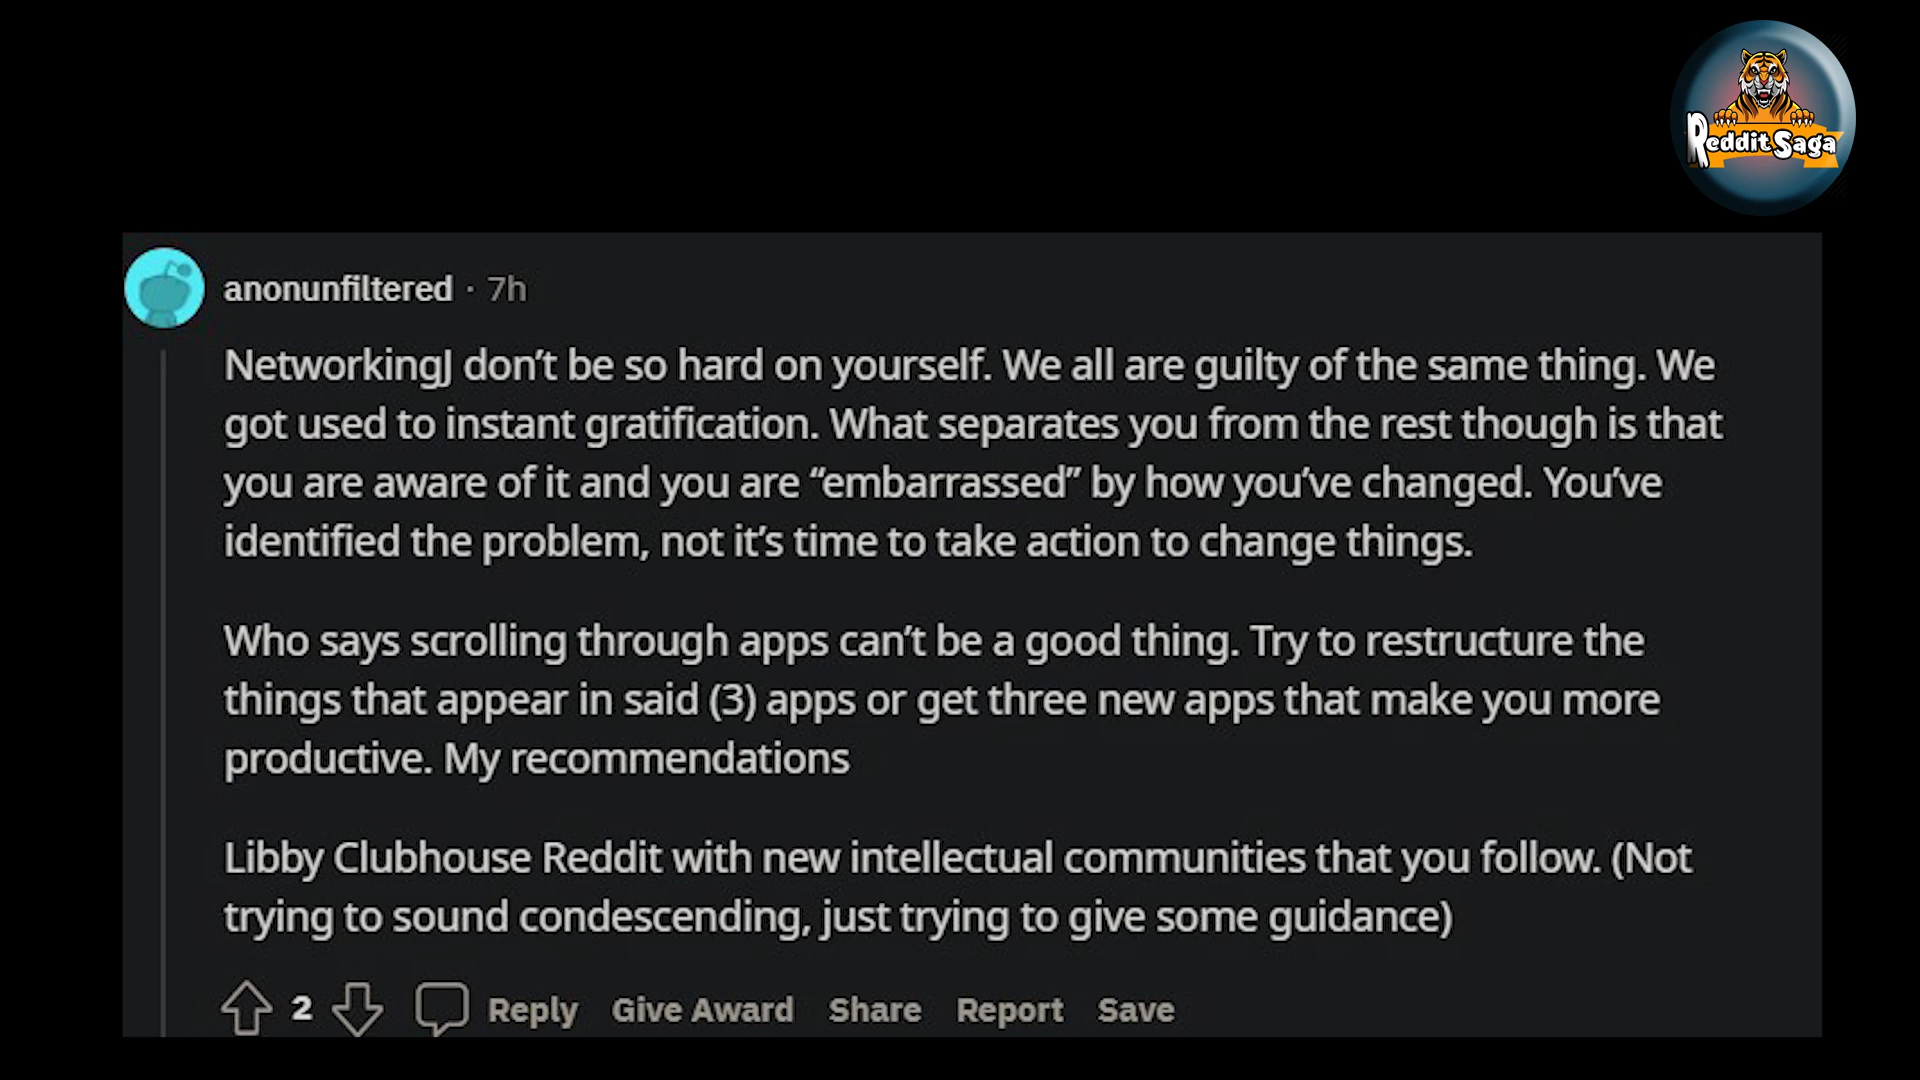 Reddit Saga
anonunfiltered · 7h
NetworkingJ don’t be so hard on yourself. We all are guilty of the same thing. We
got used to instant gratification. What separates you from the rest though is that
you are aware of it and you are “embarrassed” by how you’ve changed. You’ve
identified the problem, not it’s time to take action to change things.
Who says scrolling through apps can’t be a good thing. Try to restructure the
things that appear in said (3) apps or get three new apps that make you more
productive. My recommendations
Libby Clubhouse Reddit with new intellectual communities that you follow. (Not
trying to sound condescending, just trying to give some guidance)
2 Reply Give Award Share Report Save